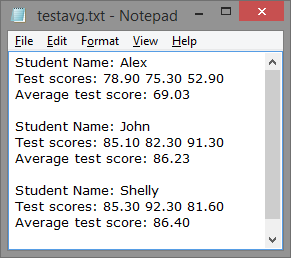 testavg.txt - Notepad
File Edit Format View Help
Student Name: Alex
Test scores: 78.90 75.30 52.90
Average test score: 69.03

Student Name: John
Test scores: 85.10 82.30 91.30
Average test score: 86.23

Student Name: Shelly
Test scores: 85.30 92.30 81.60
Average test score: 86.40